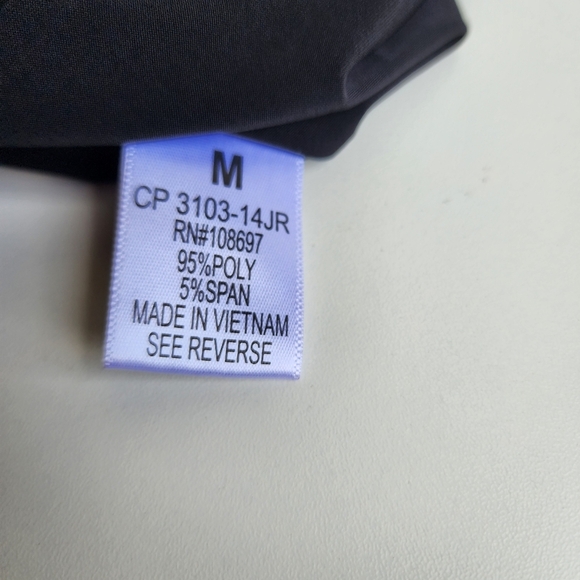 M
CP 3103-14JR
RN#108697
95%POLY
5%SPAN
MADE IN VIETNAM
SEE REVERSE